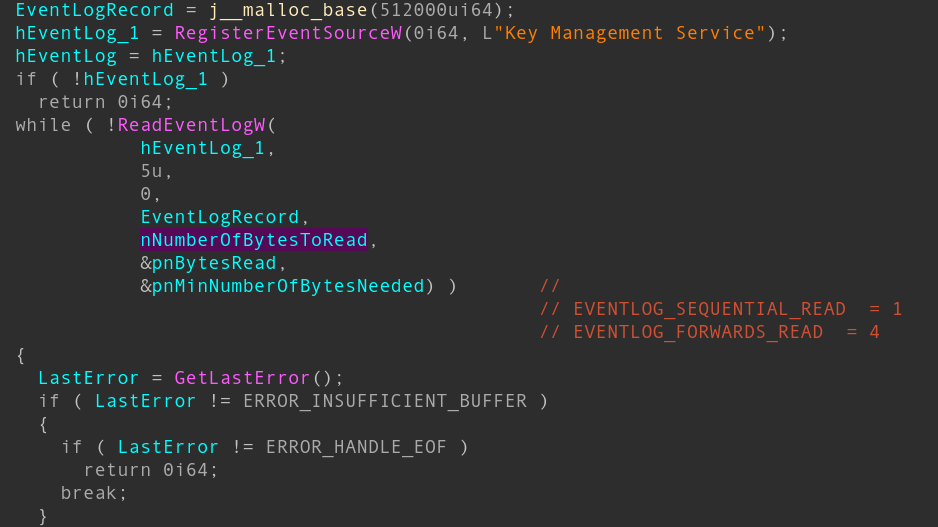 EventLogRecord = j__malloc_base(512000ui64);
hEventLog_1 = RegisterEventSourceW(0i64, L"Key Management Service");
hEventLog = hEventLog_1;
if ( !hEventLog_1 )
  return 0i64;
while ( !ReadEventLogW(
           hEventLog_1,
           5u,
           0,
           EventLogRecord,
           nNumberOfBytesToRead,
           &pnBytesRead,
           &pnMinNumberOfBytesNeeded) )       //
                                              // EVENTLOG_SEQUENTIAL_READ  = 1
                                              // EVENTLOG_FORWARDS_READ  = 4
{
  LastError = GetLastError();
  if ( LastError != ERROR_INSUFFICIENT_BUFFER )
  {
    if ( LastError != ERROR_HANDLE_EOF )
      return 0i64;
    break;
  }